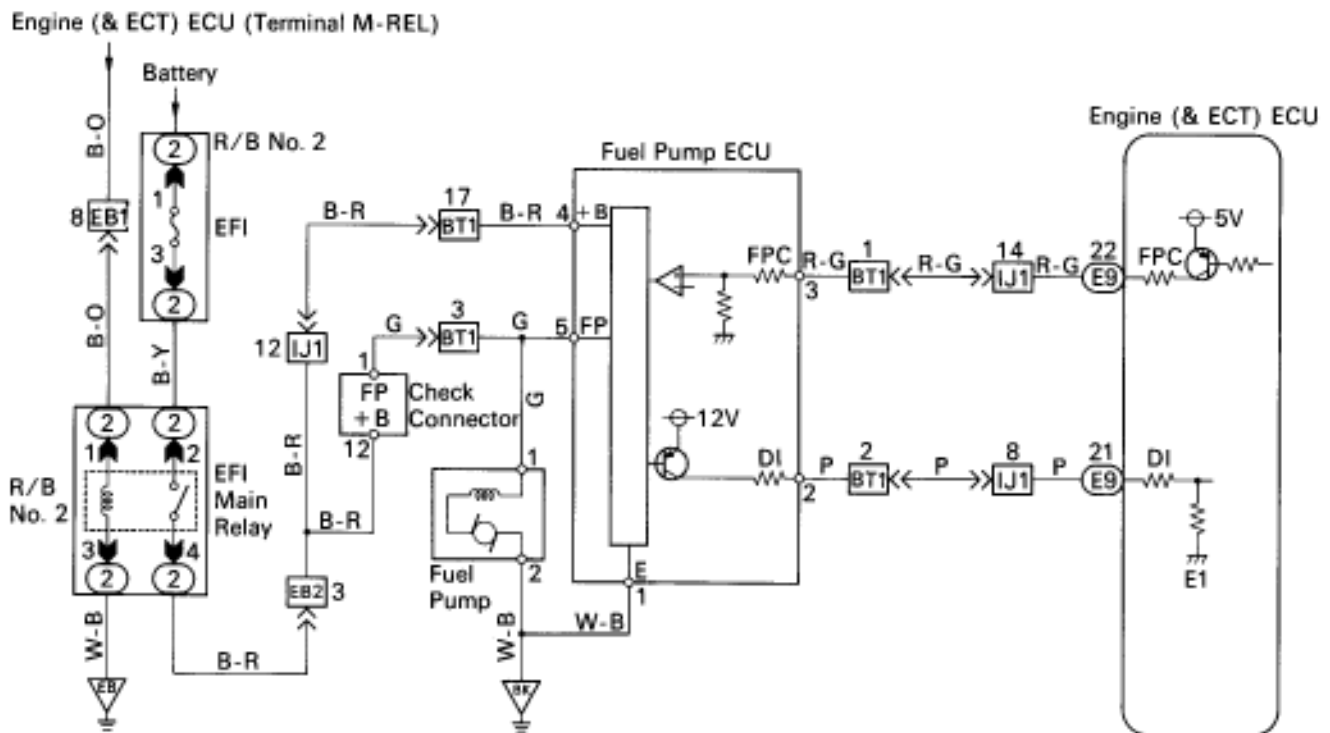 Engine (& ECT) ECU (Terminal M-REL)
Battery
Engine (& ECT) ECU
B-O
2
R/B No. 2
Fuel Pump ECU
1
EFI
3
8 EB1
2
B-O
B-Y
B-R
17
BT1
B-R
4
+B
FPC
3
R-G
1
BT1
R-G
14
IJ1
R-G
22
E9
FPC
5V
12 IJ1
G
3
BT1
G
5
FP
1
FP
+B
12
Check
Connector
G
B-R
B-R
2
2
1
2
R/B
No. 2
EFI
Main
Relay
3
4
2
2
EB2 3
W-B
B-R
EB
1
2
Fuel
Pump
W-B
W-B
BK
E
1
12V
DI
2
P
2
BT1
P
8
IJ1
P
21
E9
DI
E1